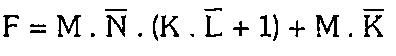 F = M . N̅ . (K . L̅ + 1) + M . K̅